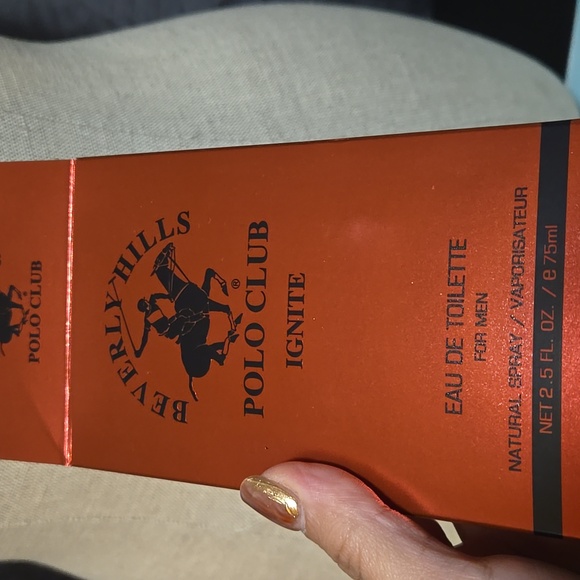 BEVERLY HILLS
POLO CLUB®
IGNITE
EAU DE TOILETTE
FOR MEN
NATURAL SPRAY / VAPORISATEUR
NET 2.5 FL. OZ. / e 75ml
POLO CLUB